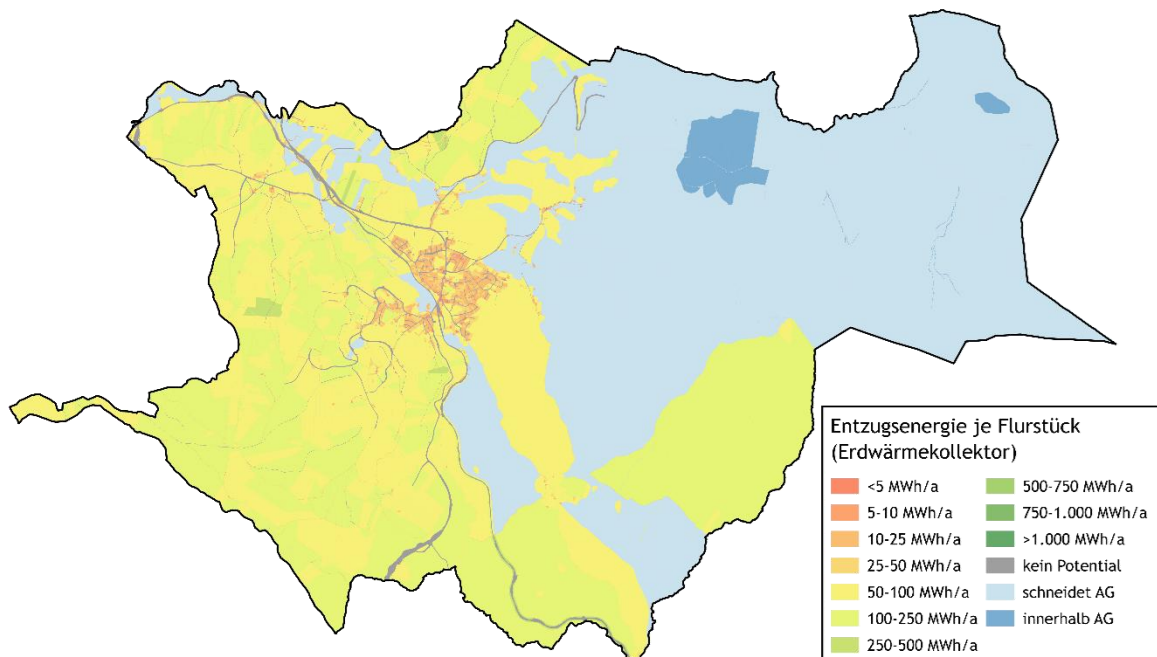 Entzugsenergie je Flurstück
(Erdwärmekollektor)
<5 MWh/a
5-10 MWh/a
10-25 MWh/a
25-50 MWh/a
50-100 MWh/a
100-250 MWh/a
250-500 MWh/a
500-750 MWh/a
750-1.000 MWh/a
>1.000 MWh/a
kein Potential
schneidet AG
innerhalb AG